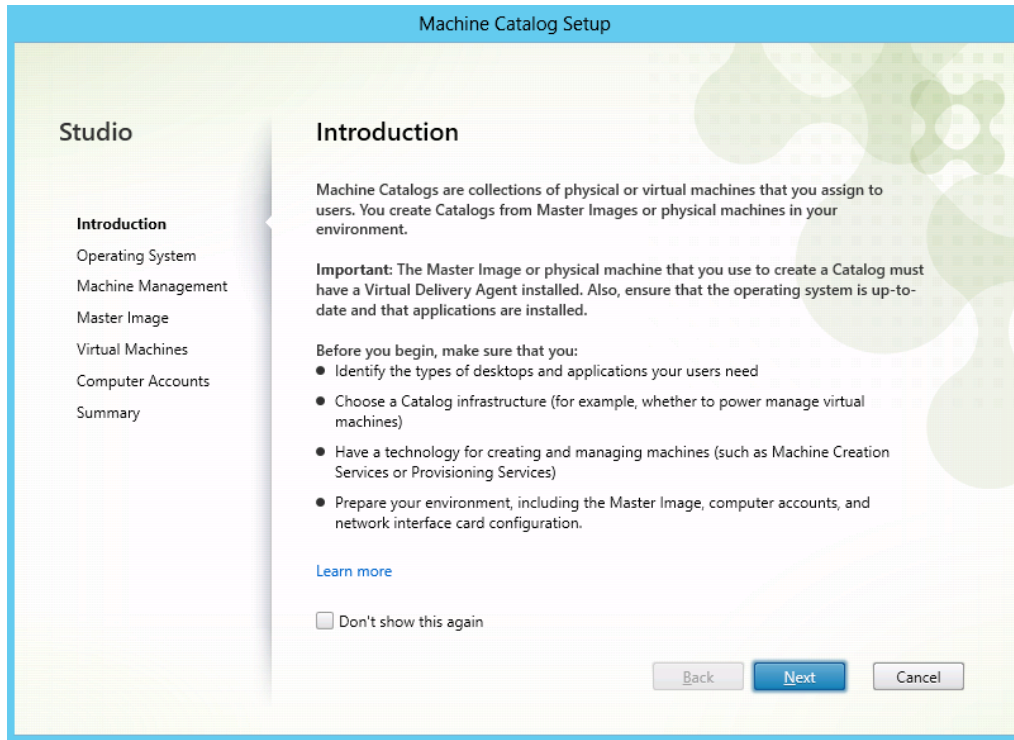 Machine Catalog Setup
Studio
Introduction
Operating System
Machine Management
Master Image
Virtual Machines
Computer Accounts
Summary
Introduction
Machine Catalogs are collections of physical or virtual machines that you assign to
users. You create Catalogs from Master Images or physical machines in your
environment.
Important: The Master Image or physical machine that you use to create a Catalog must
have a Virtual Delivery Agent installed. Also, ensure that the operating system is up-to-
date and that applications are installed.
Before you begin, make sure that you:
● Identify the types of desktops and applications your users need
● Choose a Catalog infrastructure (for example, whether to power manage virtual
machines)
● Have a technology for creating and managing machines (such as Machine Creation
Services or Provisioning Services)
● Prepare your environment, including the Master Image, computer accounts, and
network interface card configuration.
Learn more
Don't show this again
Back
Next
Cancel